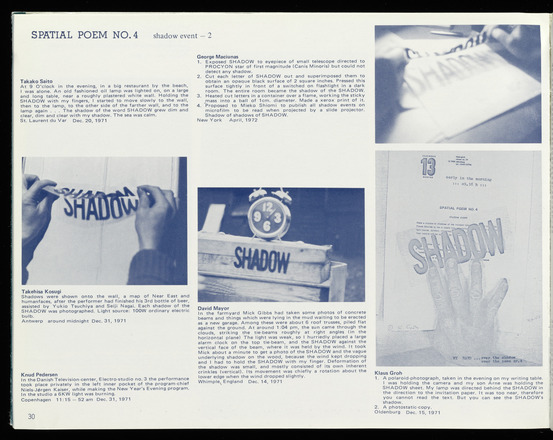 SPATIAL POEM NO. 4 shadow event – 2
Takako Saito
At 9 O'clock in the evening, in a big restaurant by the beach,
I was alone. An old fashioned oil lamp was lighted on, on a large
and long table, near a roughly plastered white wall. Holding the
SHADOW with my fingers, I started to move slowly to the wall,
then to the lamp, to the other side of the farther wall, and to the
lamp again . . . . The shadow of the word SHADOW grew dim and
clear, dim and clear with my shadow. The sea was calm.
St. Laurent du Var Dec. 20, 1971
George Maciunas
1. Exposed SHADOW to eyepiece of small telescope directed to
PROCYON star of first magnitude (Canis Minoris) but could not
detect any shadow.
2. Cut each letter of SHADOW out and superimposed them to
obtain an opaque black surface of 2 square inches. Pressed this
surface tightly in front of a switched on flashlight in a dark
room. The entire room became the shadow of the SHADOW.
3. Heated cut letters in a container over a flame, working the sticky
mass into a ball of 1cm. diameter. Made a xerox print of it.
4. Proposed to Mieko Shiomi to publish all shadow events on
microfilm to be read when projected by a slide projector.
Shadow of shadows of SHADOW.
New York April, 1972
SHADOW
Takehisa Kosugi
Shadows were shown onto the wall, a map of Near East and
humanfaces, after the performer had finished his 3rd bottle of beer,
assisted by Yukio Tsuchiya and Seiji Nagai. Each shadow of the
SHADOW was photographed. Light source: 100W ordinary electric
bulb.
Antwerp around midnight Dec. 31, 1971
Knud Pedersen
In the Danish Television-center, Electro-studio no. 3 the performance
took place privately in the left inner pocket of the program-chief
Niels Jørgen Kaiser, while making the New Year's Evening program.
In the studio a 6KW light was burning.
Copenhagen 11:15 – 52 am Dec. 31, 1971
12
3
6
9
SHADOW
David Mayor
In the farmyard Mick Gibbs had taken some photos of concrete
beams and things which were lying in the mud waiting to be erected
as a new garage. Among these were about 6 roof trusses, piled flat
against the ground. At around 1:04 pm, the sun came through the
clouds, striking the tie-beams roughly at right angles (in the
horizontal plane) The light was weak, so I hurriedly placed a large
alarm clock on the top tie-beam, and the SHADOW against the
vertical face of the beam, where it was held by the wind. It took
Mick about a minute to get a photo of the SHADOW and the vague
underlying shadow on the wood, because the wind kept dropping
and I had to hold the SHADOW with my finger. Deformation of
the shadow was small, and mostly consisted of its own inherent
wrinkles (vertical). Its movement was chiefly a rotation about the
lower edge when the wind dropped slightly.
Whimple, England Dec. 14, 1971
13
early in the morning
SPATIAL POEM NO.4
SHADOW
Klaus Groh
1. A polaroid-photograph, taken in the evening on my writing table.
I was holding the camera and my son Arne was holding the
SHADOW sheet. My lamp was directed behind the SHADOW in
the direction to the invitation paper. It was too near, therefore
you cannot read the text. But you can see the SHADOW's
shadow.
2. A photostatic copy.
Oldenburg Dec. 15, 1971
30